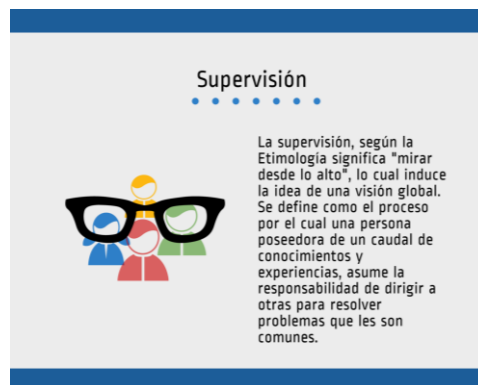 Supervisión
La supervisión, según la
Etimología significa "mirar
desde lo alto", lo cual induce
la idea de una visión global.
Se define como el proceso
por el cual una persona
poseedora de un caudal de
conocimientos y
experiencias, asume la
responsabilidad de dirigir a
otras para resolver
problemas que les son
comunes.